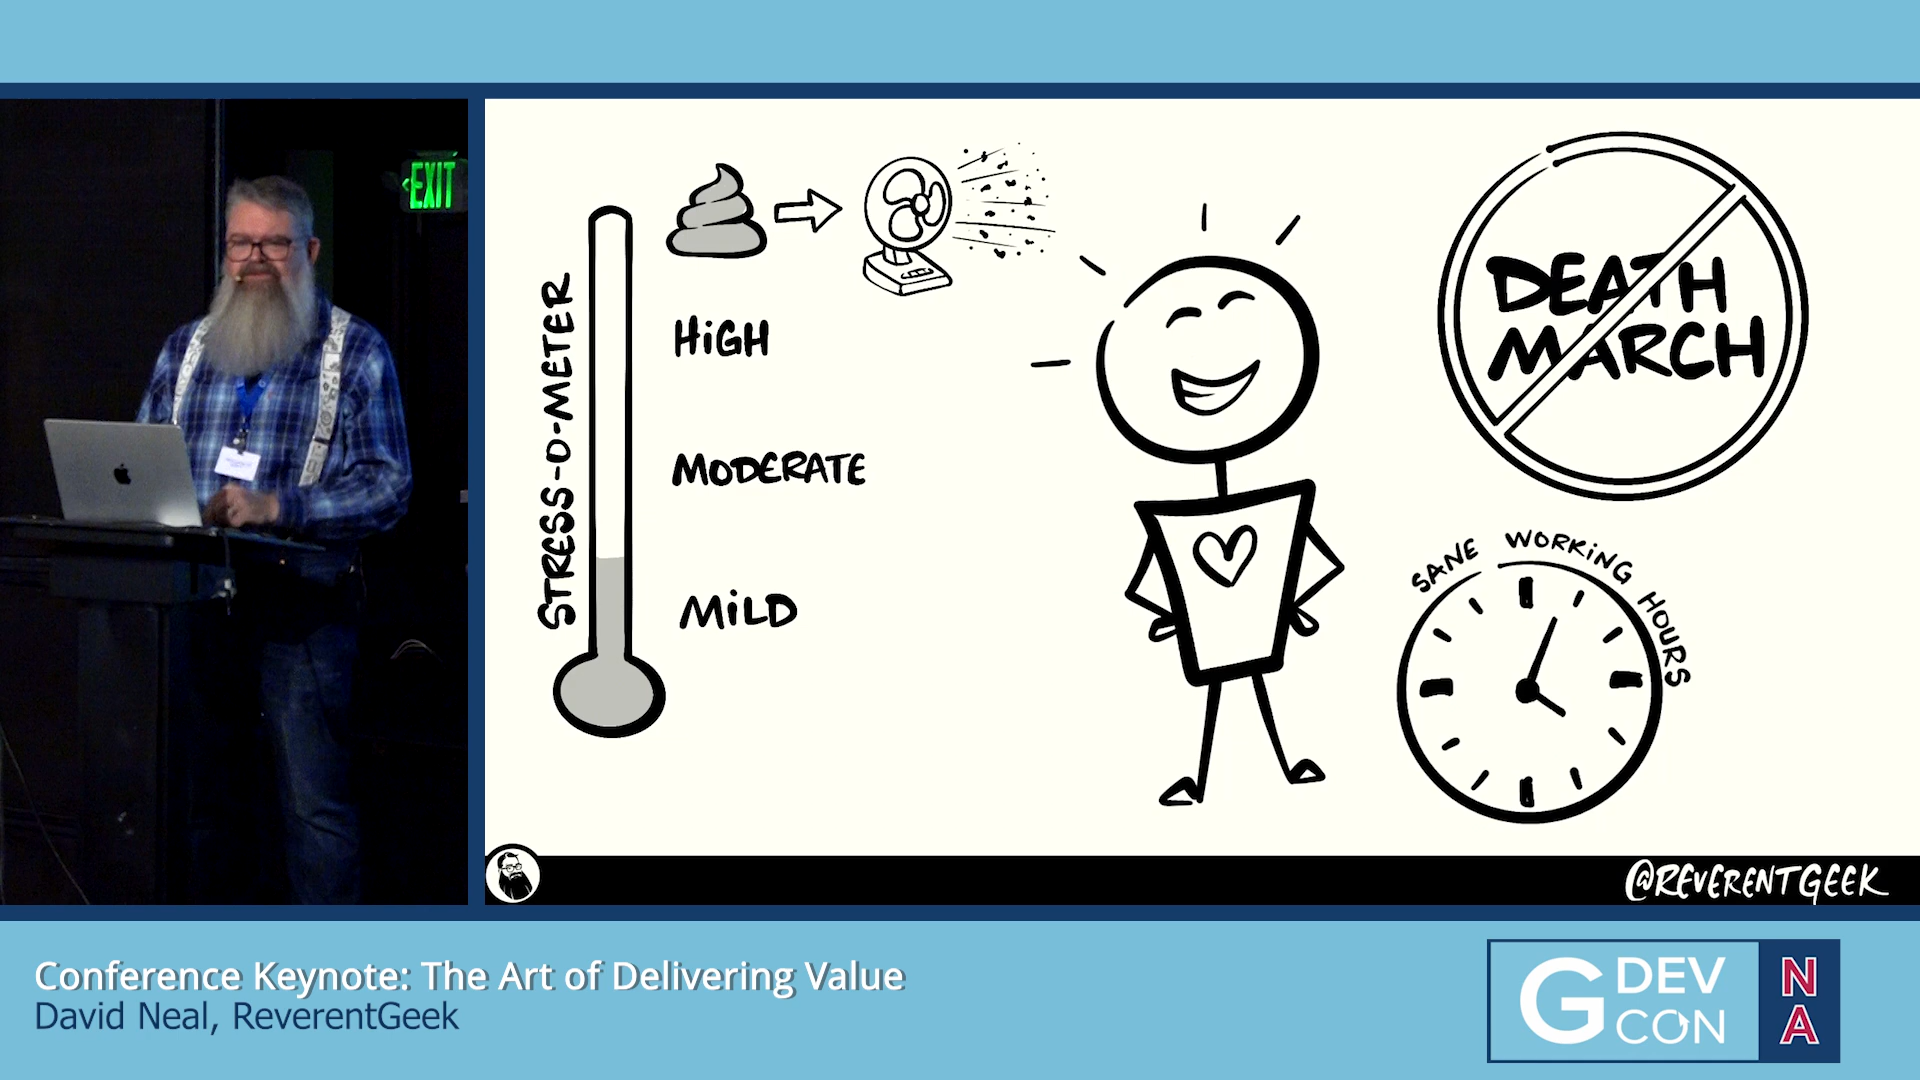 EXIT
STRESS-O-METER
HiGH
MODERATE
MiLD
DEATH
MARCH
SANE WORKiNG HOURS
@REVERENTGEEK
Conference Keynote: The Art of Delivering Value
David Neal, ReverentGeek
G DEV CON
NA